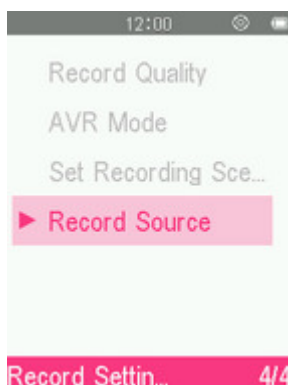 12:00
Record Quality
AVR Mode
Set Recording Sce...
Record Source
Record Settin... 4/4